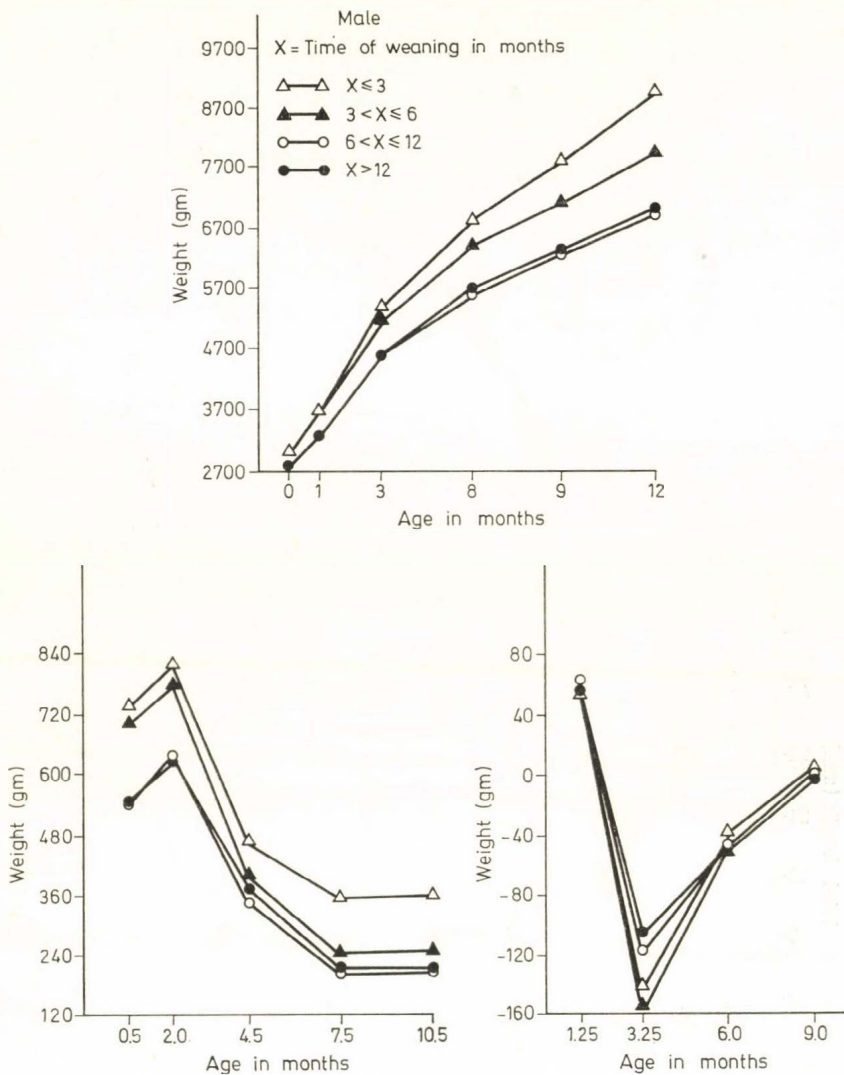 Male
X = Time of weaning in months
X ≤ 3
3 < X ≤ 6
6 < X ≤ 12
X > 12
9700
8700
7700
6700
5700
4700
3700
2700
Weight (gm)
0 1 3 8 9 12
Age in months
840
720
600
480
360
240
120
Weight (gm)
0.5 2.0 4.5 7.5 10.5
Age in months
80
40
0
-40
-80
-120
-160
Weight (gm)
1.25 3.25 6.0 9.0
Age in months